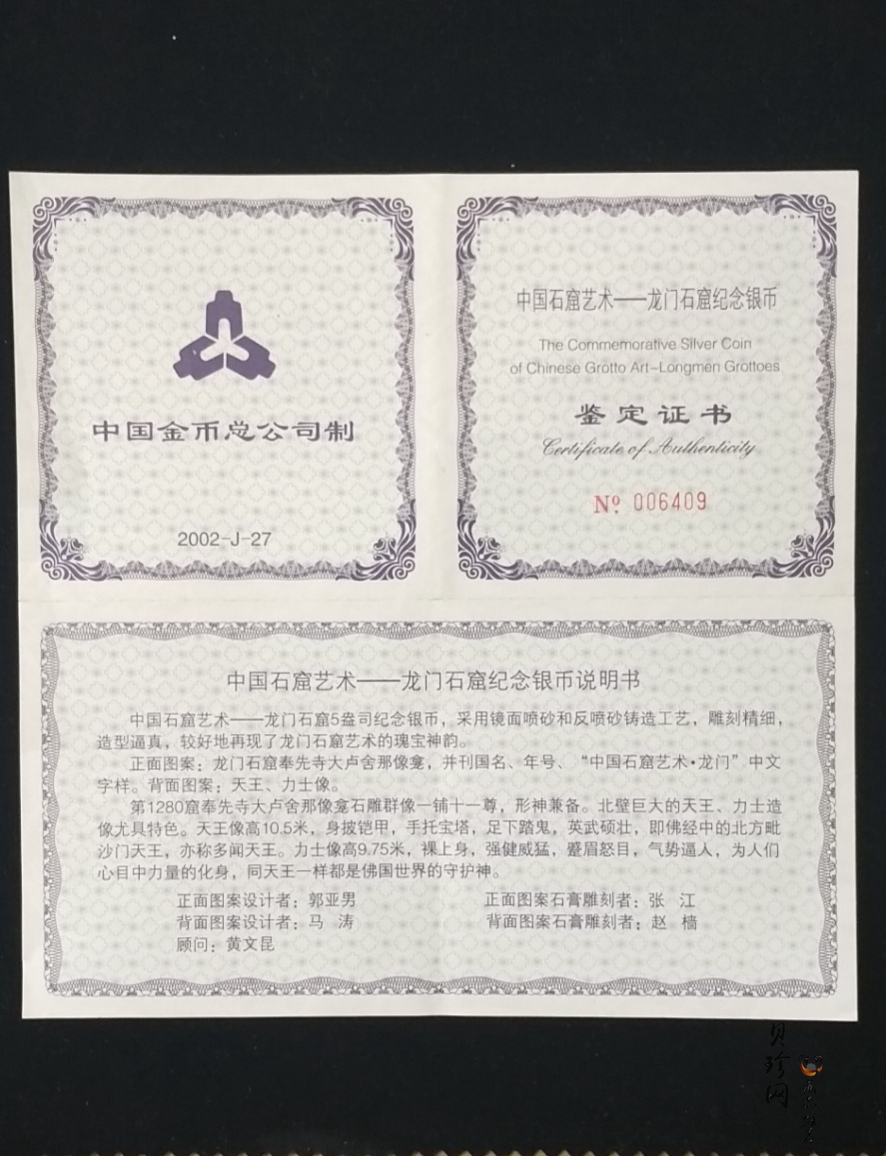 中国金币总公司制
2002-J-27
中国石窟艺术——龙门石窟纪念银币
The Commemorative Silver Coin
of Chinese Grotto Art-Longmen Grottoes
鉴定证书
Certificate of Authenticity
Nº 006409
中国石窟艺术——龙门石窟纪念银币说明书
中国石窟艺术——龙门石窟5盎司纪念银币，采用镜面喷砂和反喷砂铸造工艺，雕刻精细，
造型逼真，较好地再现了龙门石窟艺术的瑰宝神韵。
正面图案：龙门石窟奉先寺大卢舍那像龛，并刊国名、年号、“中国石窟艺术·龙门”中文
字样。背面图案：天王、力士像。
第1280窟奉先寺大卢舍那像龛石雕群像一铺十一尊，形神兼备。北壁巨大的天王、力士造
像尤具特色。天王像高10.5米，身披铠甲，手托宝塔，足下踏鬼，英武硕壮，即佛经中的北方毗
沙门天王，亦称多闻天王。力士像高9.75米，裸上身，强健威猛，蹙眉怒目，气势逼人，为人们
心目中力量的化身，同天王一样都是佛国世界的守护神。
正面图案设计者：郭亚男 正面图案石膏雕刻者：张 江
背面图案设计者：马 涛 背面图案石膏雕刻者：赵 樯
顾问：黄文昆
贝珍网